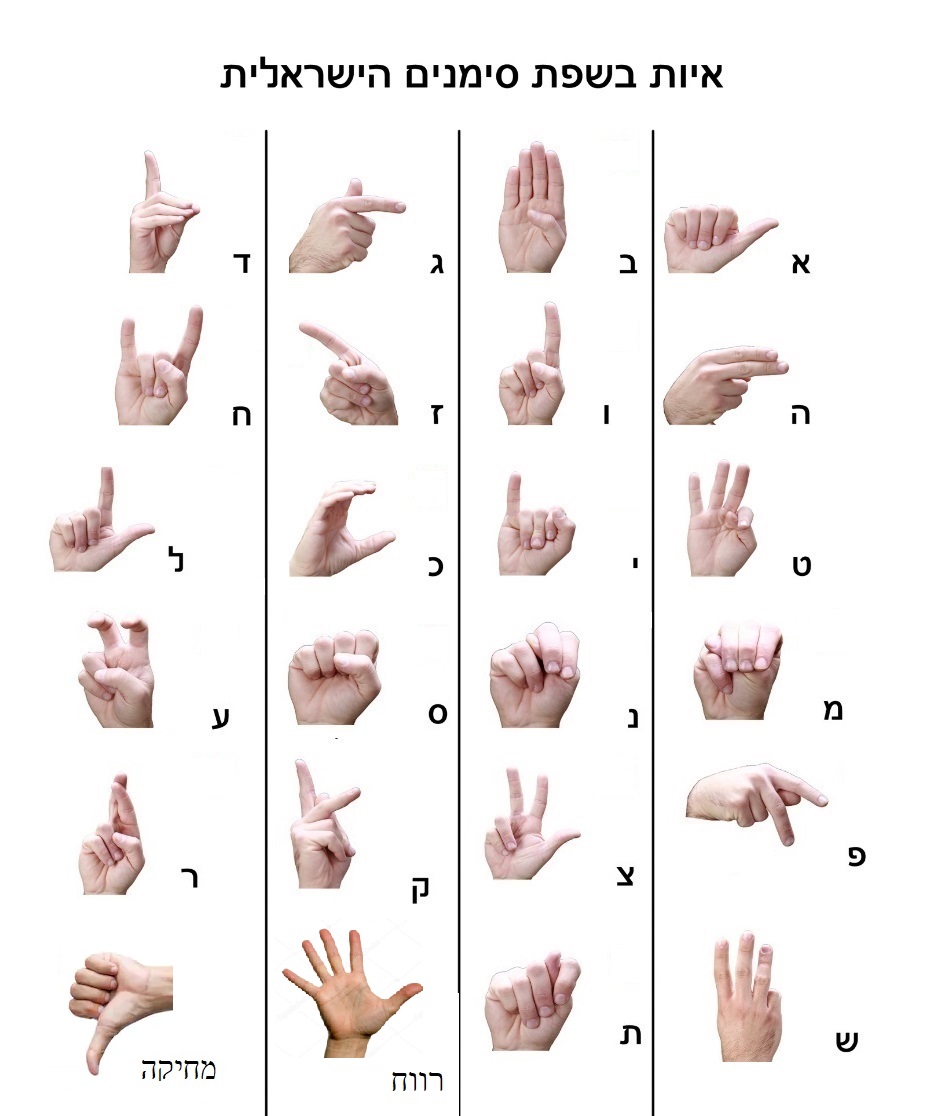 איות בשפת סימנים הישראלית
א
ב
ג
ד
ה
ו
ז
ח
ט
י
כ
ל
מ
נ
ס
ע
פ
צ
ק
ר
ש
ת
רווח
מחיקה